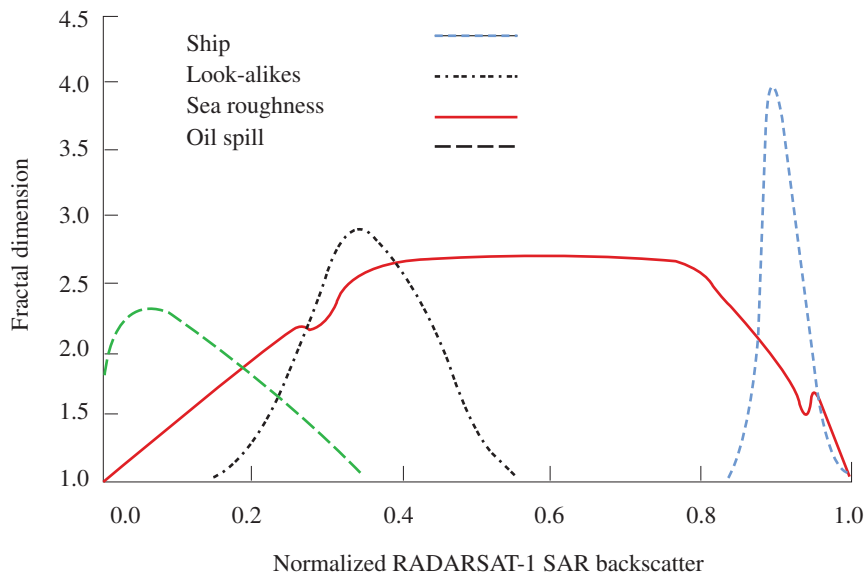 4.5
Ship
Look-alikes
4.0
Sea roughness
Oil spill
3.5
3.0
2.5
2.0
1.5
1.0
Fractal dimension
0.0 0.2 0.4 0.6 0.8 1.0
Normalized RADARSAT-1 SAR backscatter